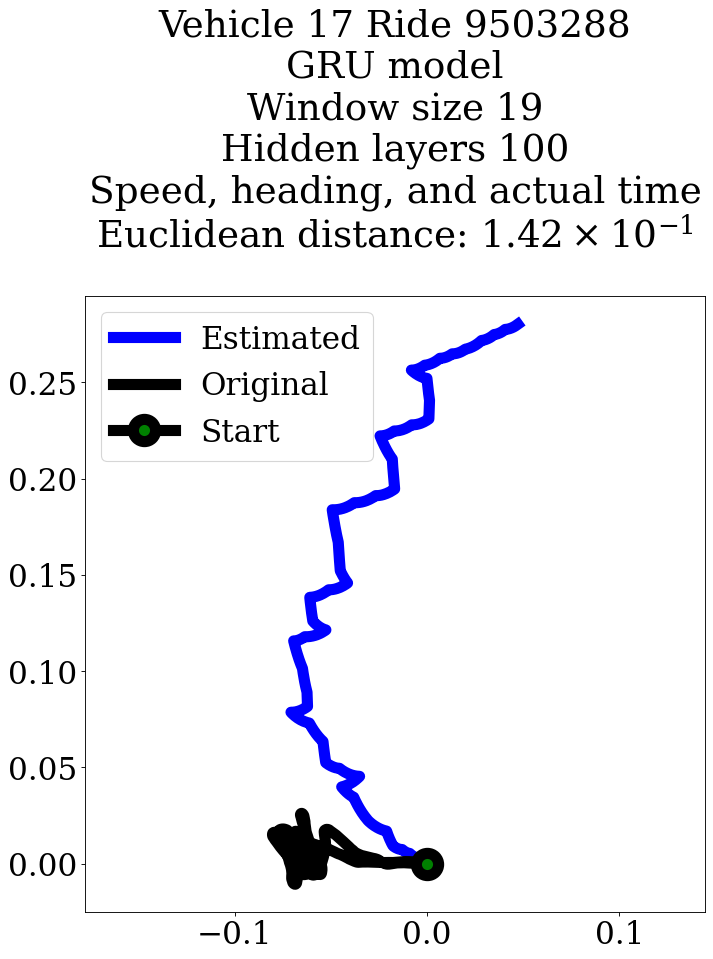 Vehicle 17 Ride 9503288
GRU model
Window size 19
Hidden layers 100
Speed, heading, and actual time
Euclidean distance: 1.42 × 10⁻¹
Estimated
Original
Start
0.25
0.20
0.15
0.10
0.05
0.00
−0.1
0.0
0.1